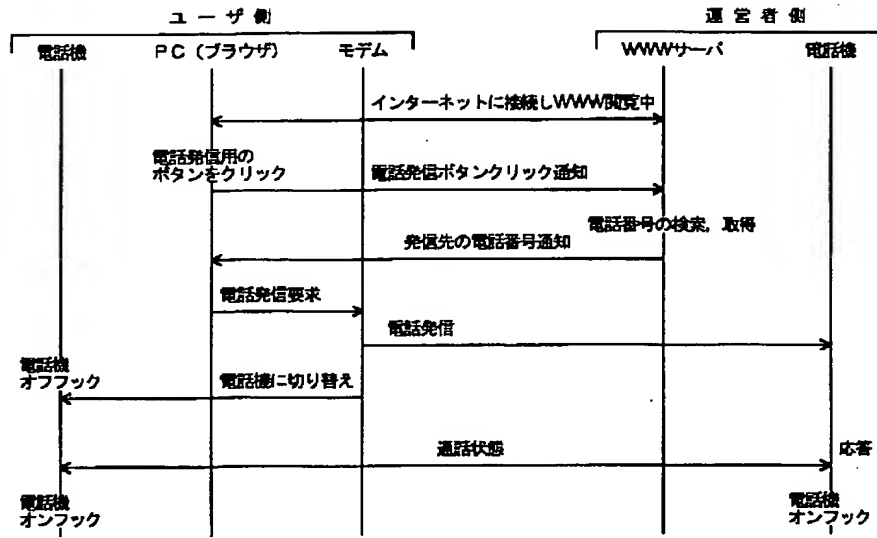 ユーザ側
運営者側
電話機
PC(ブラウザ)
モデム
WWWサーバ
電話機
インターネットに接続しWWW閲覧中
電話発信用の
ボタンをクリック
電話発信ボタンクリック通知
電話番号の検索,取得
発信先の電話番号通知
電話発信要求
電話発信
電話機
オフフック
電話機に切り替え
通話状態
応答
電話機
オンフック
電話機
オンフック